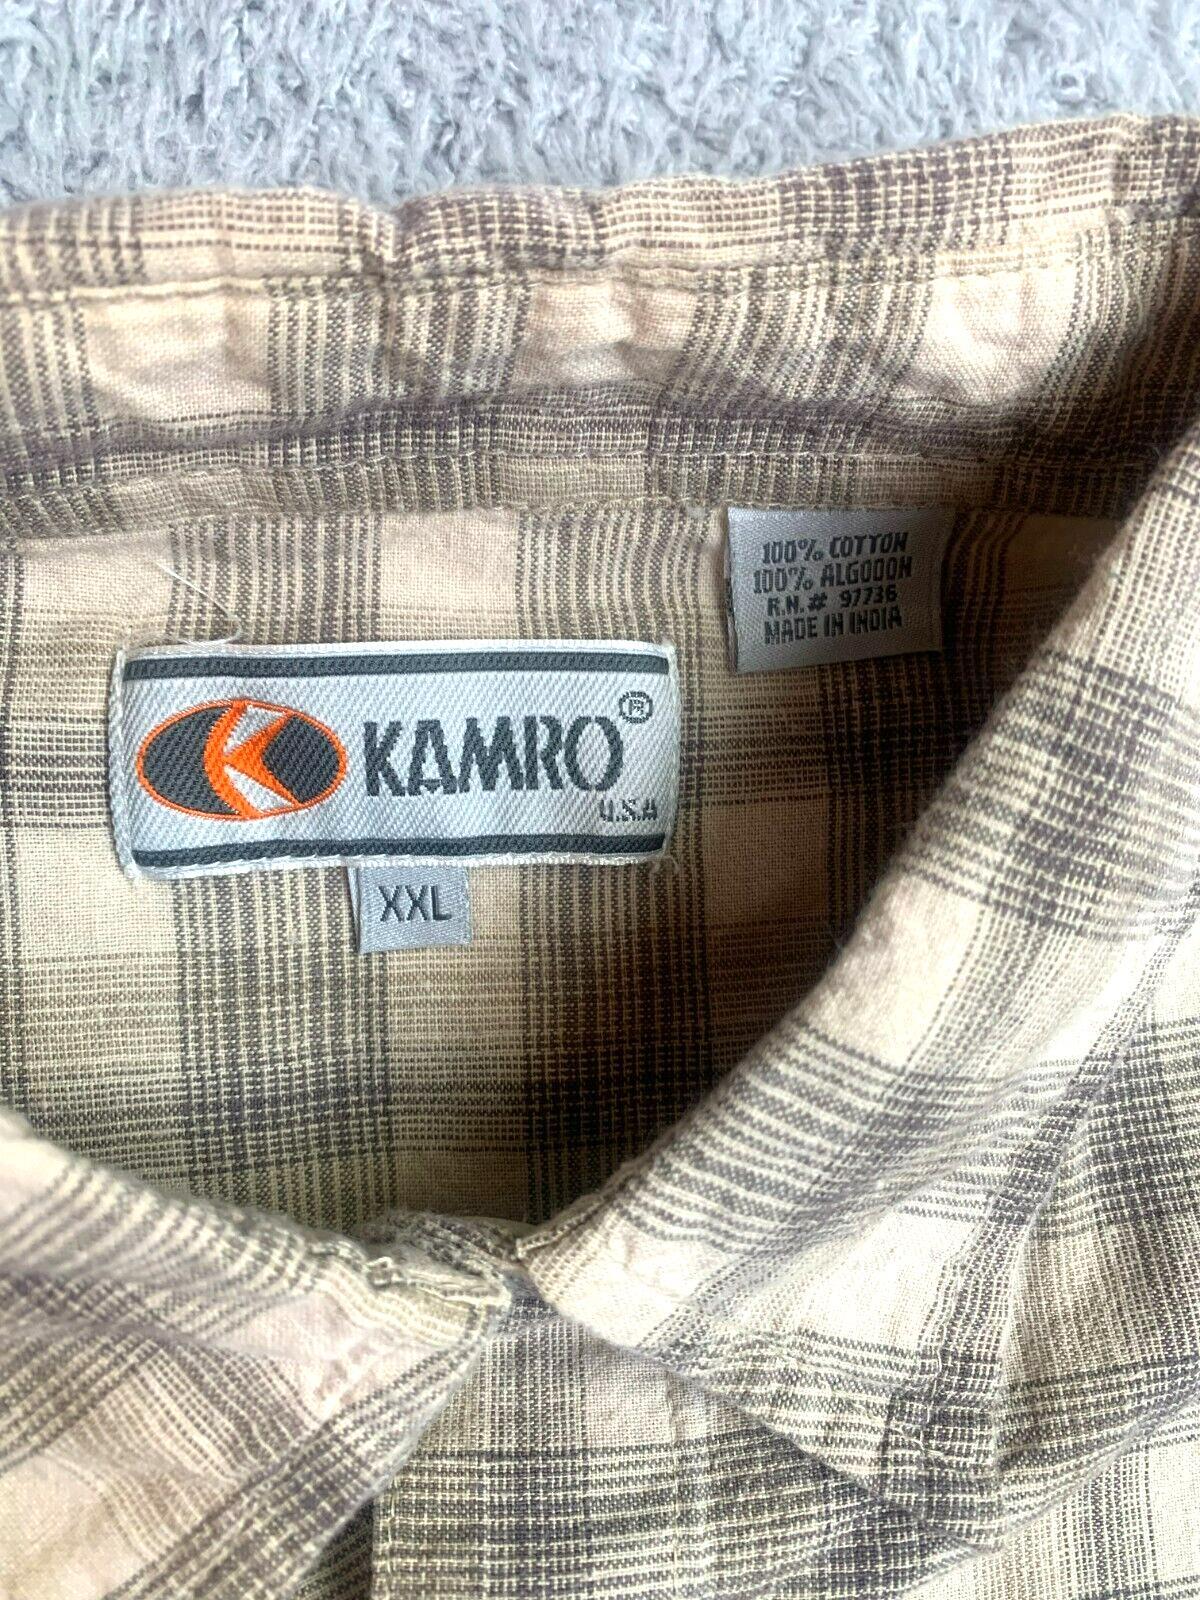 100% COTTON
100% ALGODON
R.N.# 97736
MADE IN INDIA
K KAMRO®
U.S.A
XXL